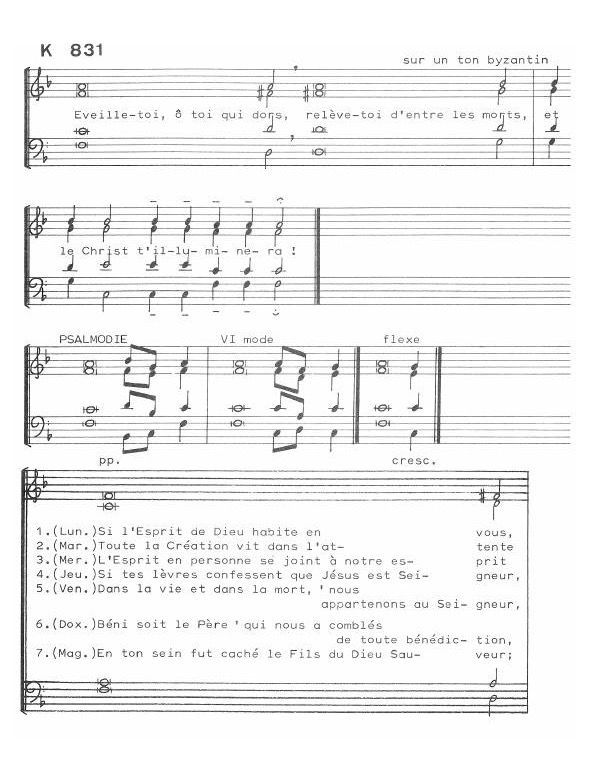 K 831
sur un ton byzantin
Eveille-toi, ô toi qui dors, relève-toi d'entre les morts, et
le Christ t'il-lu- mi- ne- ra !
PSALMODIE VI mode flexe
pp. cresc.
1.(Lun.)Si l'Esprit de Dieu habite en vous,
2.(Mar.)Toute la Création vit dans l'at- tente
3.(Mer.)L'Esprit en personne se joint à notre es- prit
4.(Jeu.)Si tes lèvres confessent que Jésus est Sei- gneur,
5.(Ven.)Dans la vie et dans la mort, ' nous
appartenons au Sei- gneur,
6.(Dox.)Béni soit le Père ' qui nous a comblés
de toute bénédic- tion,
7.(Mag.)En ton sein fut caché le Fils du Dieu Sau- veur;